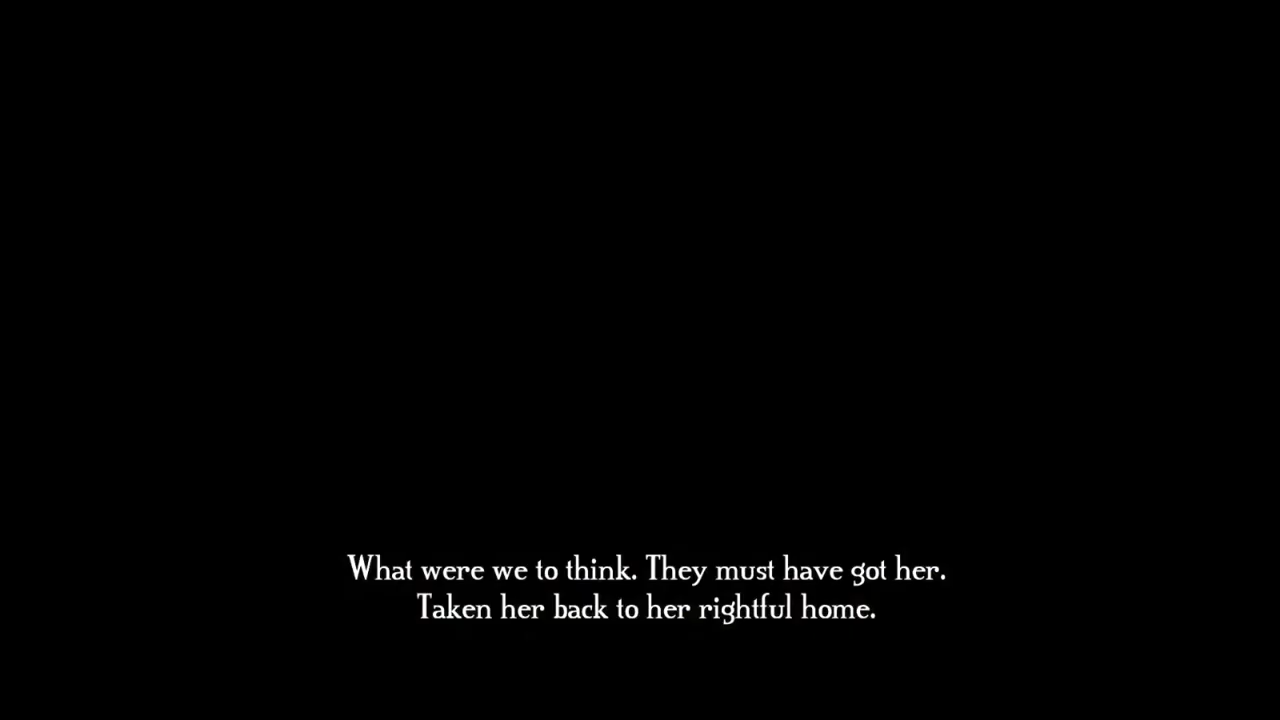 What were we to think. They must have got her.
Taken her back to her rightful home.